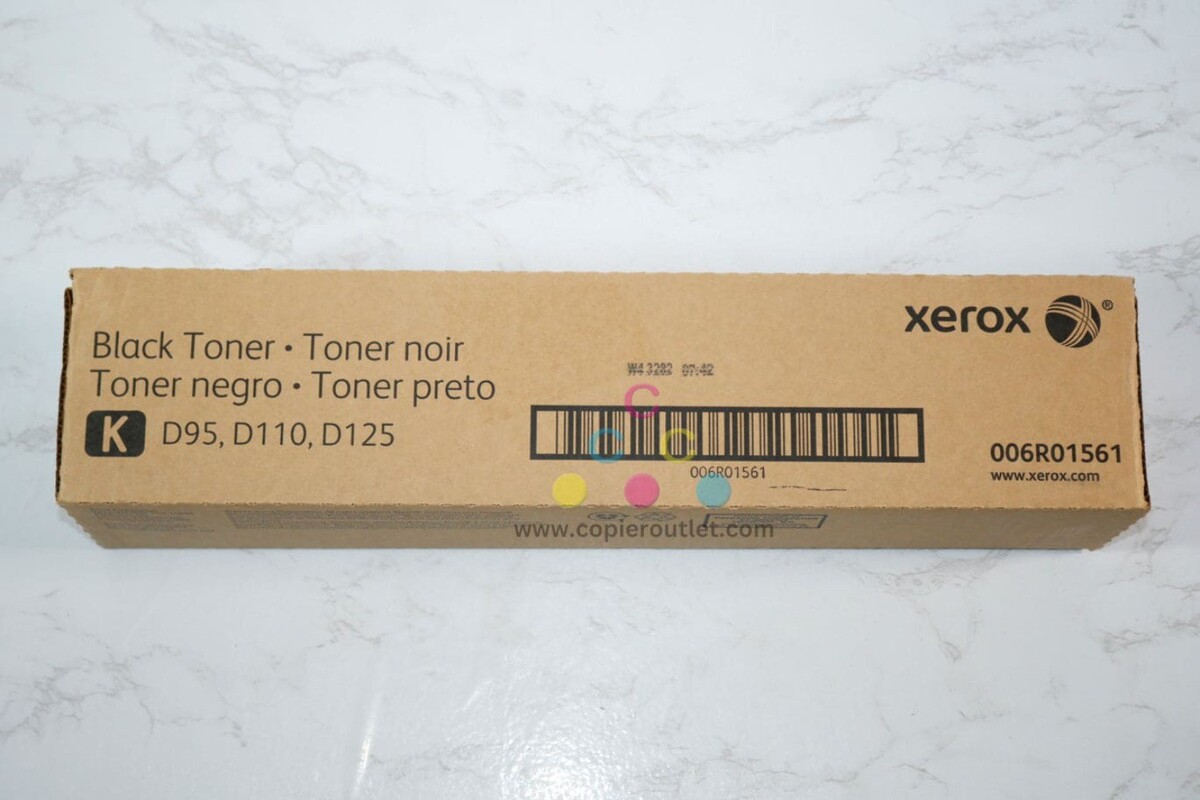 xerox ®
Black Toner • Toner noir
Toner negro • Toner preto
K D95, D110, D125
W4 3282 07:42
C
C C
006R01561
006R01561
www.xerox.com
www.copieroutlet.com